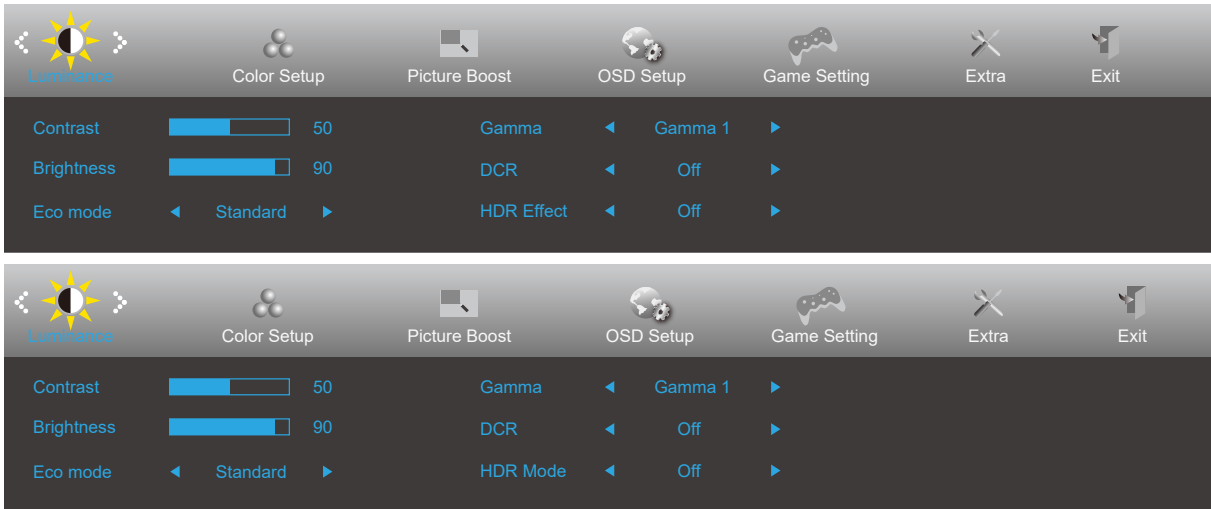 Luminance Color Setup Picture Boost OSD Setup Game Setting Extra Exit
Contrast 50 Gamma Gamma 1
Brightness 90 DCR Off
Eco mode Standard HDR Effect Off
Luminance Color Setup Picture Boost OSD Setup Game Setting Extra Exit
Contrast 50 Gamma Gamma 1
Brightness 90 DCR Off
Eco mode Standard HDR Mode Off